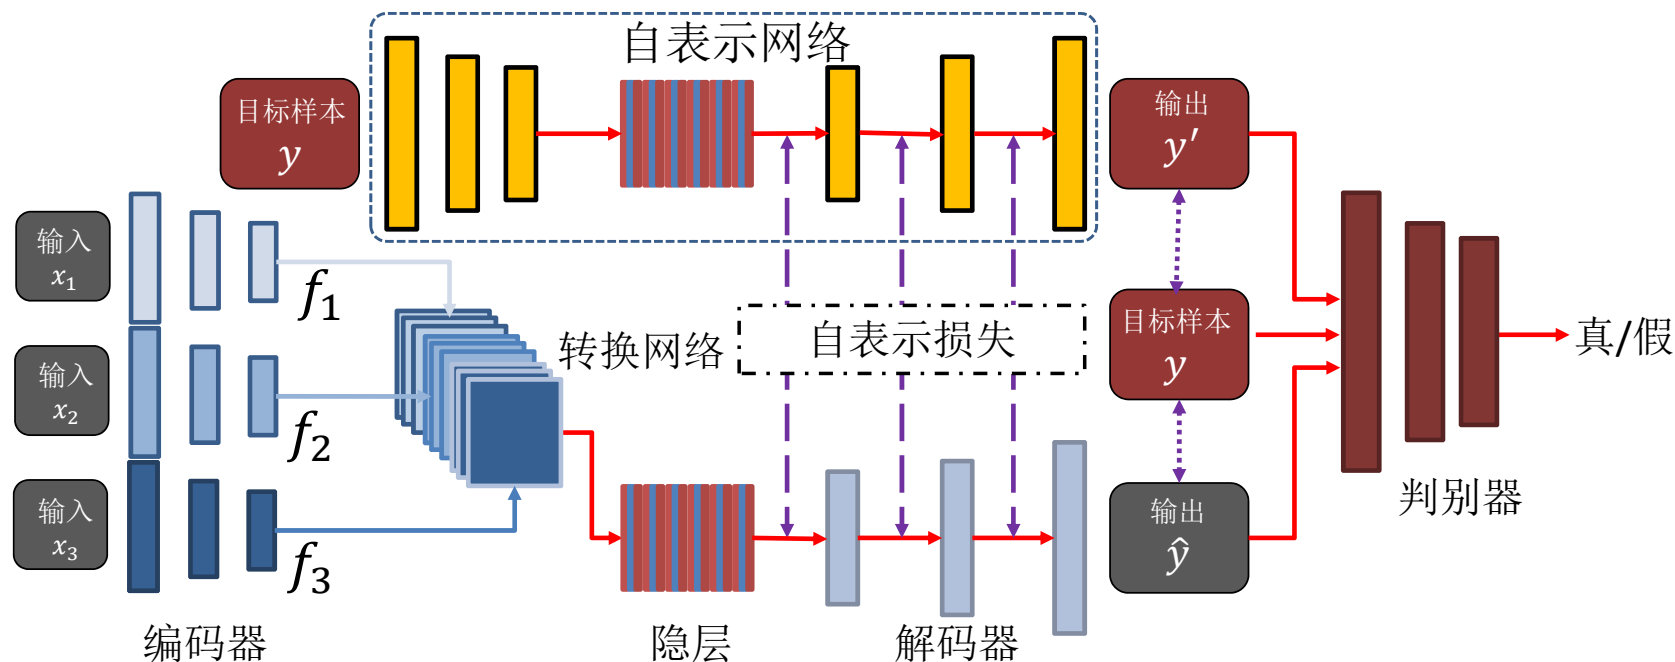 自表示网络
目标样本
y
输出
y′
输入
x₁
f₁
转换网络
自表示损失
目标样本
y
真/假
输入
x₂
f₂
输入
x₃
f₃
输出
ŷ
判别器
编码器
隐层
解码器